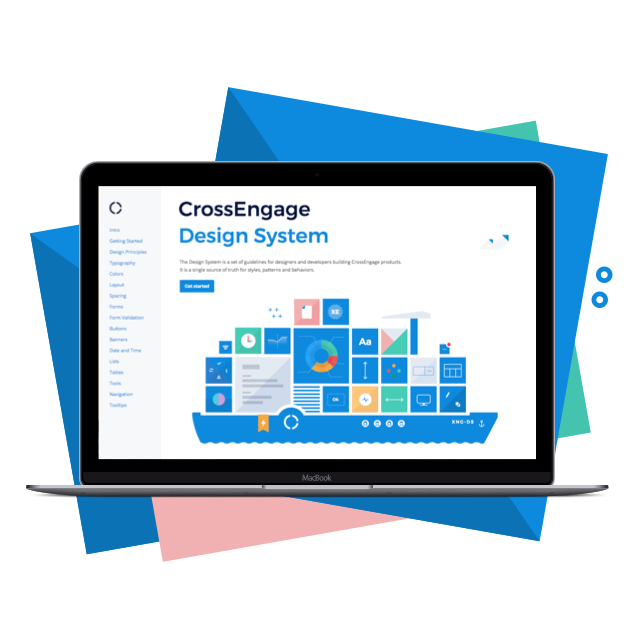 CrossEngage
Design System
The Design System is a set of guidelines for designers and developers building CrossEngage products.
It is a single source of truth for styles, patterns and behaviors.
Get started
Intro
Getting Started
Design Principles
Typography
Colors
Layout
Spacing
Forms
Form Validation
Buttons
Banners
Date and Time
Lists
Tables
Tools
Navigation
Tooltips
Aa
XNG-DS
MacBook